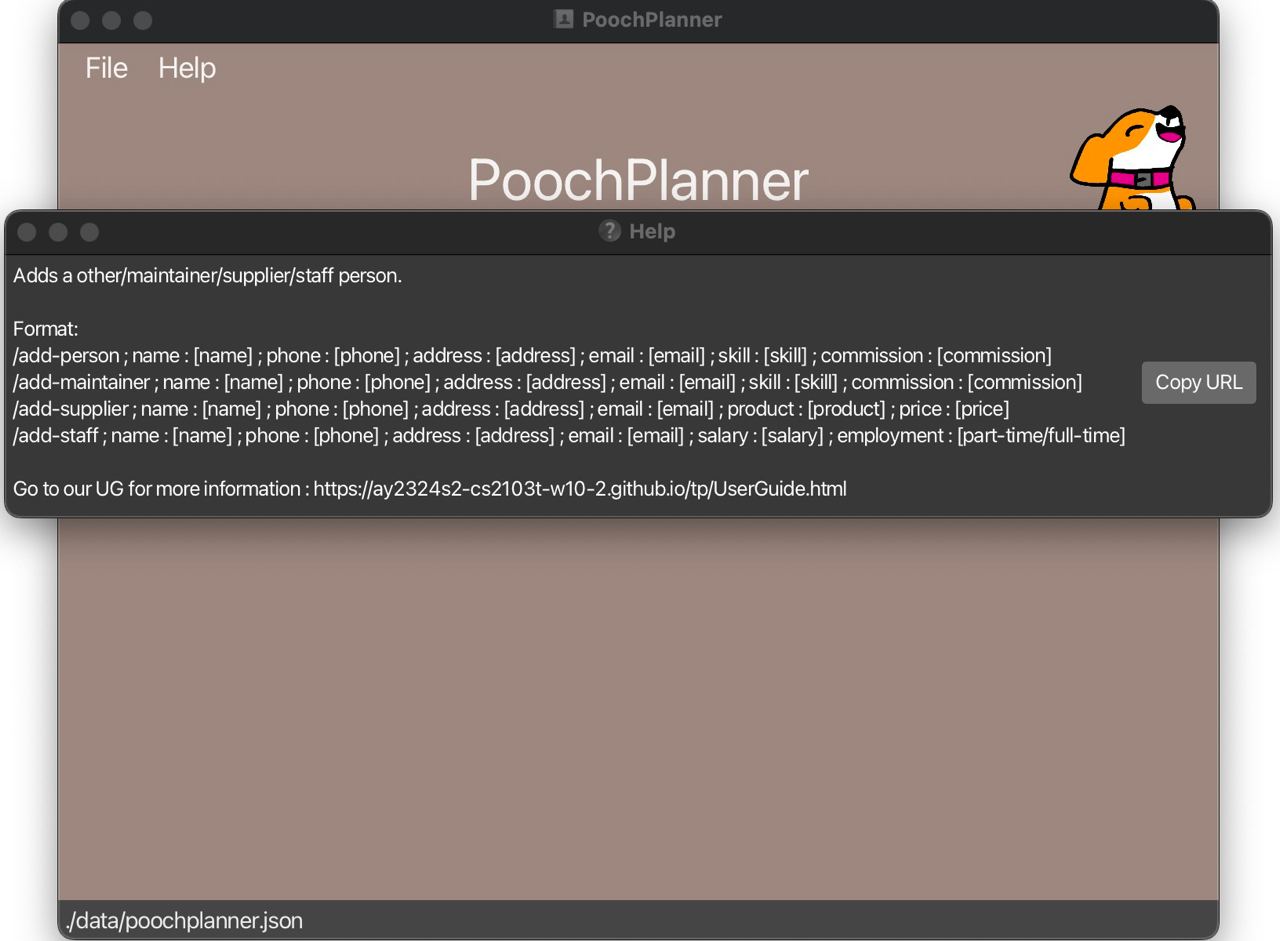 PoochPlanner
File Help
PoochPlanner
? Help
Adds a other/maintainer/supplier/staff person.
Format:
/add-person ; name : [name] ; phone : [phone] ; address : [address] ; email : [email] ; skill : [skill] ; commission : [commission]
/add-maintainer ; name : [name] ; phone : [phone] ; address : [address] ; email : [email] ; skill : [skill] ; commission : [commission]
Copy URL
/add-supplier ; name : [name] ; phone : [phone] ; address : [address] ; email : [email] ; product : [product] ; price : [price]
/add-staff ; name : [name] ; phone : [phone] ; address : [address] ; email : [email] ; salary : [salary] ; employment : [part-time/full-time]
Go to our UG for more information : https://ay2324s2-cs2103t-w10-2.github.io/tp/UserGuide.html
./data/poochplanner.json